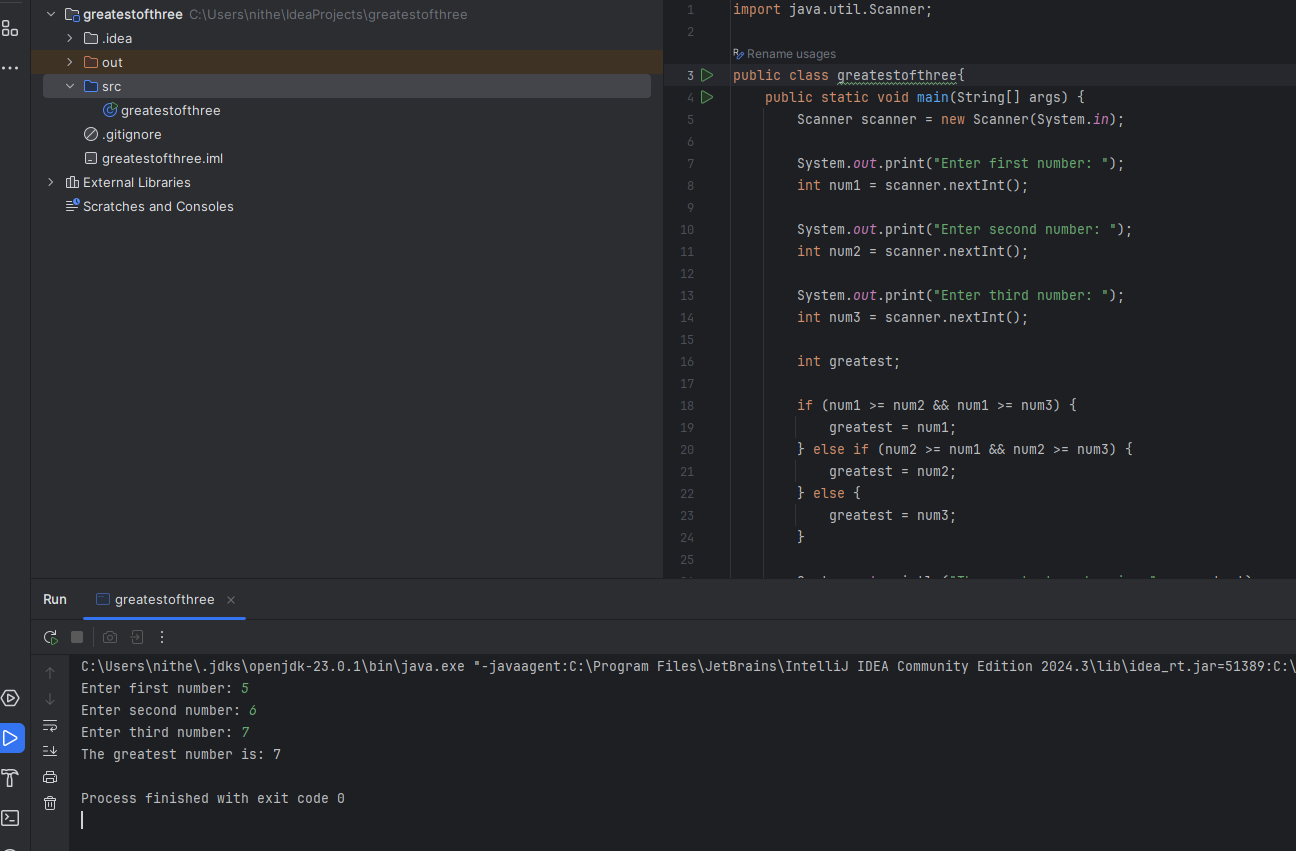 greatestofthree C:\Users\nithe\IdeaProjects\greatestofthree
.idea
out
src
greatestofthree
.gitignore
greatestofthree.iml
External Libraries
Scratches and Consoles
1 import java.util.Scanner;
2
Rename usages
3 public class greatestofthree{
4 public static void main(String[] args) {
5 Scanner scanner = new Scanner(System.in);
6
7 System.out.print("Enter first number: ");
8 int num1 = scanner.nextInt();
9
10 System.out.print("Enter second number: ");
11 int num2 = scanner.nextInt();
12
13 System.out.print("Enter third number: ");
14 int num3 = scanner.nextInt();
15
16 int greatest;
17
18 if (num1 >= num2 && num1 >= num3) {
19 greatest = num1;
20 } else if (num2 >= num1 && num2 >= num3) {
21 greatest = num2;
22 } else {
23 greatest = num3;
24 }
25
Run greatestofthree
C:\Users\nithe\.jdks\openjdk-23.0.1\bin\java.exe "-javaagent:C:\Program Files\JetBrains\IntelliJ IDEA Community Edition 2024.3\lib\idea_rt.jar=51389:C:\
Enter first number: 5
Enter second number: 6
Enter third number: 7
The greatest number is: 7
Process finished with exit code 0